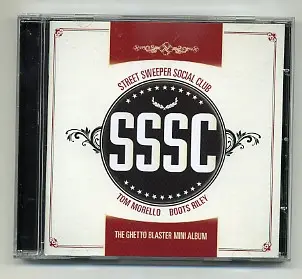 STREET SWEEPER SOCIAL CLUB
SSSC
TOM MORELLO BOOTS RILEY
THE GHETTO BLASTER MINI ALBUM